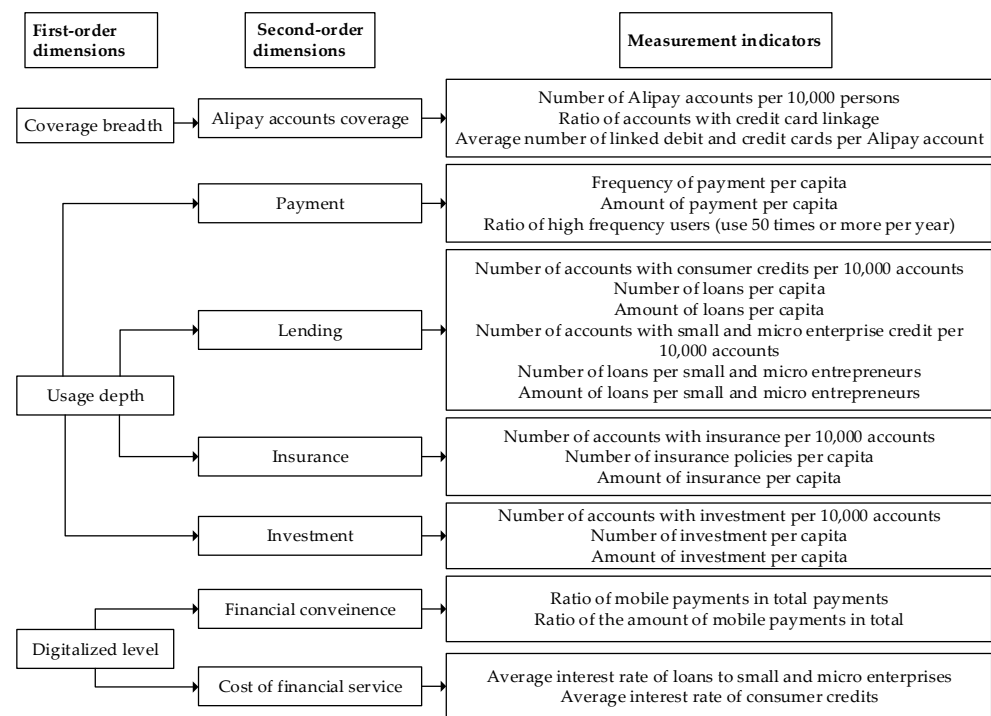 First-order
dimensions
Second-order
dimensions
Measurement indicators
Coverage breadth
Alipay accounts coverage
Number of Alipay accounts per 10,000 persons
Ratio of accounts with credit card linkage
Average number of linked debit and credit cards per Alipay account
Usage depth
Payment
Frequency of payment per capita
Amount of payment per capita
Ratio of high frequency users (use 50 times or more per year)
Lending
Number of accounts with consumer credits per 10,000 accounts
Number of loans per capita
Amount of loans per capita
Number of accounts with small and micro enterprise credit per
10,000 accounts
Number of loans per small and micro entrepreneurs
Amount of loans per small and micro entrepreneurs
Insurance
Number of accounts with insurance per 10,000 accounts
Number of insurance policies per capita
Amount of insurance per capita
Investment
Number of accounts with investment per 10,000 accounts
Number of investment per capita
Amount of investment per capita
Digitalized level
Financial conveinence
Ratio of mobile payments in total payments
Ratio of the amount of mobile payments in total
Cost of financial service
Average interest rate of loans to small and micro enterprises
Average interest rate of consumer credits